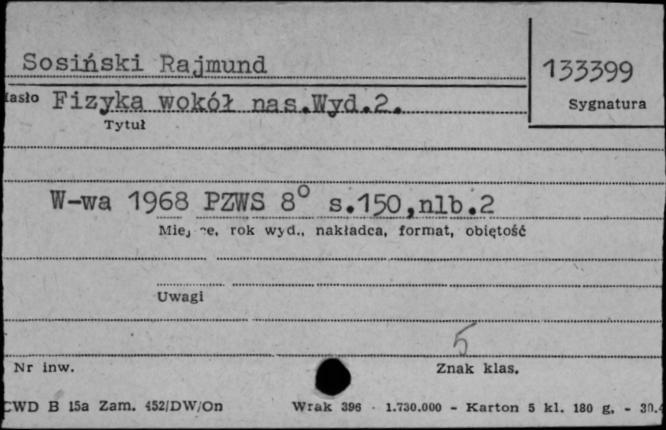 Sosiński Rajmund
133399
Sygnatura
Fizyka wokół nas.Wyd.2.
Tytuł
W-wa 1968 PZWS 8° s.150,nlb.2
rok wyd., nakładca, format, objętość
Uwagi
5
Nr inw.
Znak klas.
CWD B 15a Zam. 452/DW/On Wrak 396 - 1.730.000 - Karton 5 kl. 180 g. -